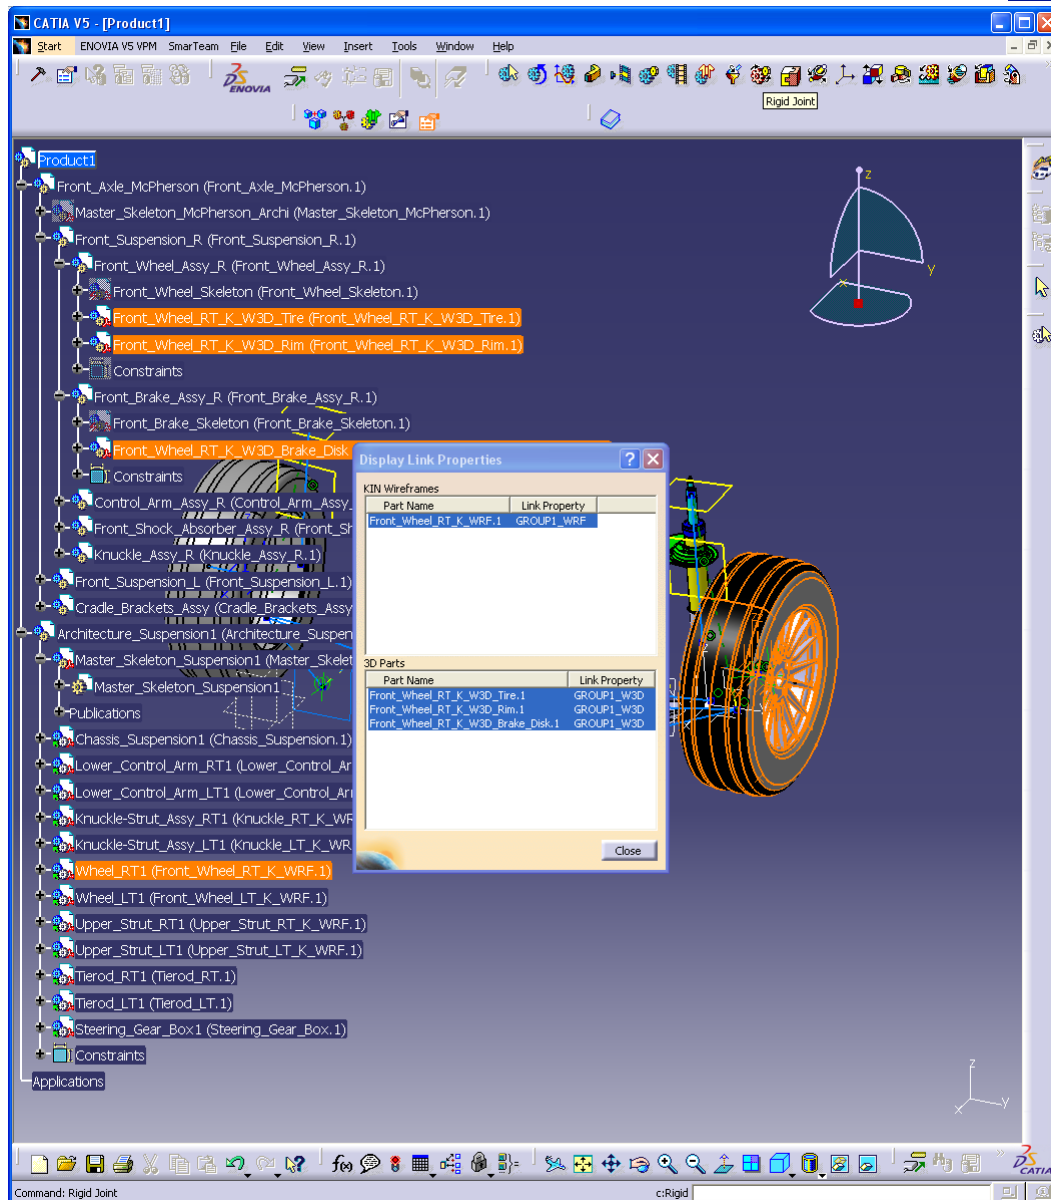 CATIA V5 - [Product1]
Start ENOVIA V5 VPM SmarTeam File Edit View Insert Tools Window Help
ENOVIA
Rigid Joint
Product1
Front_Axle_McPherson (Front_Axle_McPherson.1)
Master_Skeleton_McPherson_Archi (Master_Skeleton_McPherson.1)
Front_Suspension_R (Front_Suspension_R.1)
Front_Wheel_Assy_R (Front_Wheel_Assy_R.1)
Front_Wheel_Skeleton (Front_Wheel_Skeleton.1)
Front_Wheel_RT_K_W3D_Tire (Front_Wheel_RT_K_W3D_Tire.1)
Front_Wheel_RT_K_W3D_Rim (Front_Wheel_RT_K_W3D_Rim.1)
Constraints
Front_Brake_Assy_R (Front_Brake_Assy_R.1)
Front_Brake_Skeleton (Front_Brake_Skeleton.1)
Front_Wheel_RT_K_W3D_Brake_Disk
Constraints
Control_Arm_Assy_R (Control_Arm_Assy_
Front_Shock_Absorber_Assy_R (Front_Sh
Knuckle_Assy_R (Knuckle_Assy_R.1)
Front_Suspension_L (Front_Suspension_L.1)
Cradle_Brackets_Assy (Cradle_Brackets_Assy
Architecture_Suspension1 (Architecture_Suspen
Master_Skeleton_Suspension1 (Master_Skelet
Master_Skeleton_Suspension1
Publications
Chassis_Suspension1 (Chassis_Suspension.1)
Lower_Control_Arm_RT1 (Lower_Control_Ar
Lower_Control_Arm_LT1 (Lower_Control_Ar
Knuckle-Strut_Assy_RT1 (Knuckle_RT_K_WR
Knuckle-Strut_Assy_LT1 (Knuckle_LT_K_WR
Wheel_RT1 (Front_Wheel_RT_K_WRF.1)
Wheel_LT1 (Front_Wheel_LT_K_WRF.1)
Upper_Strut_RT1 (Upper_Strut_RT_K_WRF.1)
Upper_Strut_LT1 (Upper_Strut_LT_K_WRF.1)
Tierod_RT1 (Tierod_RT.1)
Tierod_LT1 (Tierod_LT.1)
Steering_Gear_Box1 (Steering_Gear_Box.1)
Constraints
Applications
z
y
x
Display Link Properties
KIN Wireframes
Part Name Link Property
Front_Wheel_RT_K_WRF.1 GROUP1_WRF
3D Parts
Part Name Link Property
Front_Wheel_RT_K_W3D_Tire.1 GROUP1_W3D
Front_Wheel_RT_K_W3D_Rim.1 GROUP1_W3D
Front_Wheel_RT_K_W3D_Brake_Disk.1 GROUP1_W3D
Close
z
x
y
f(x)
CATIA
Command: Rigid Joint c:Rigid